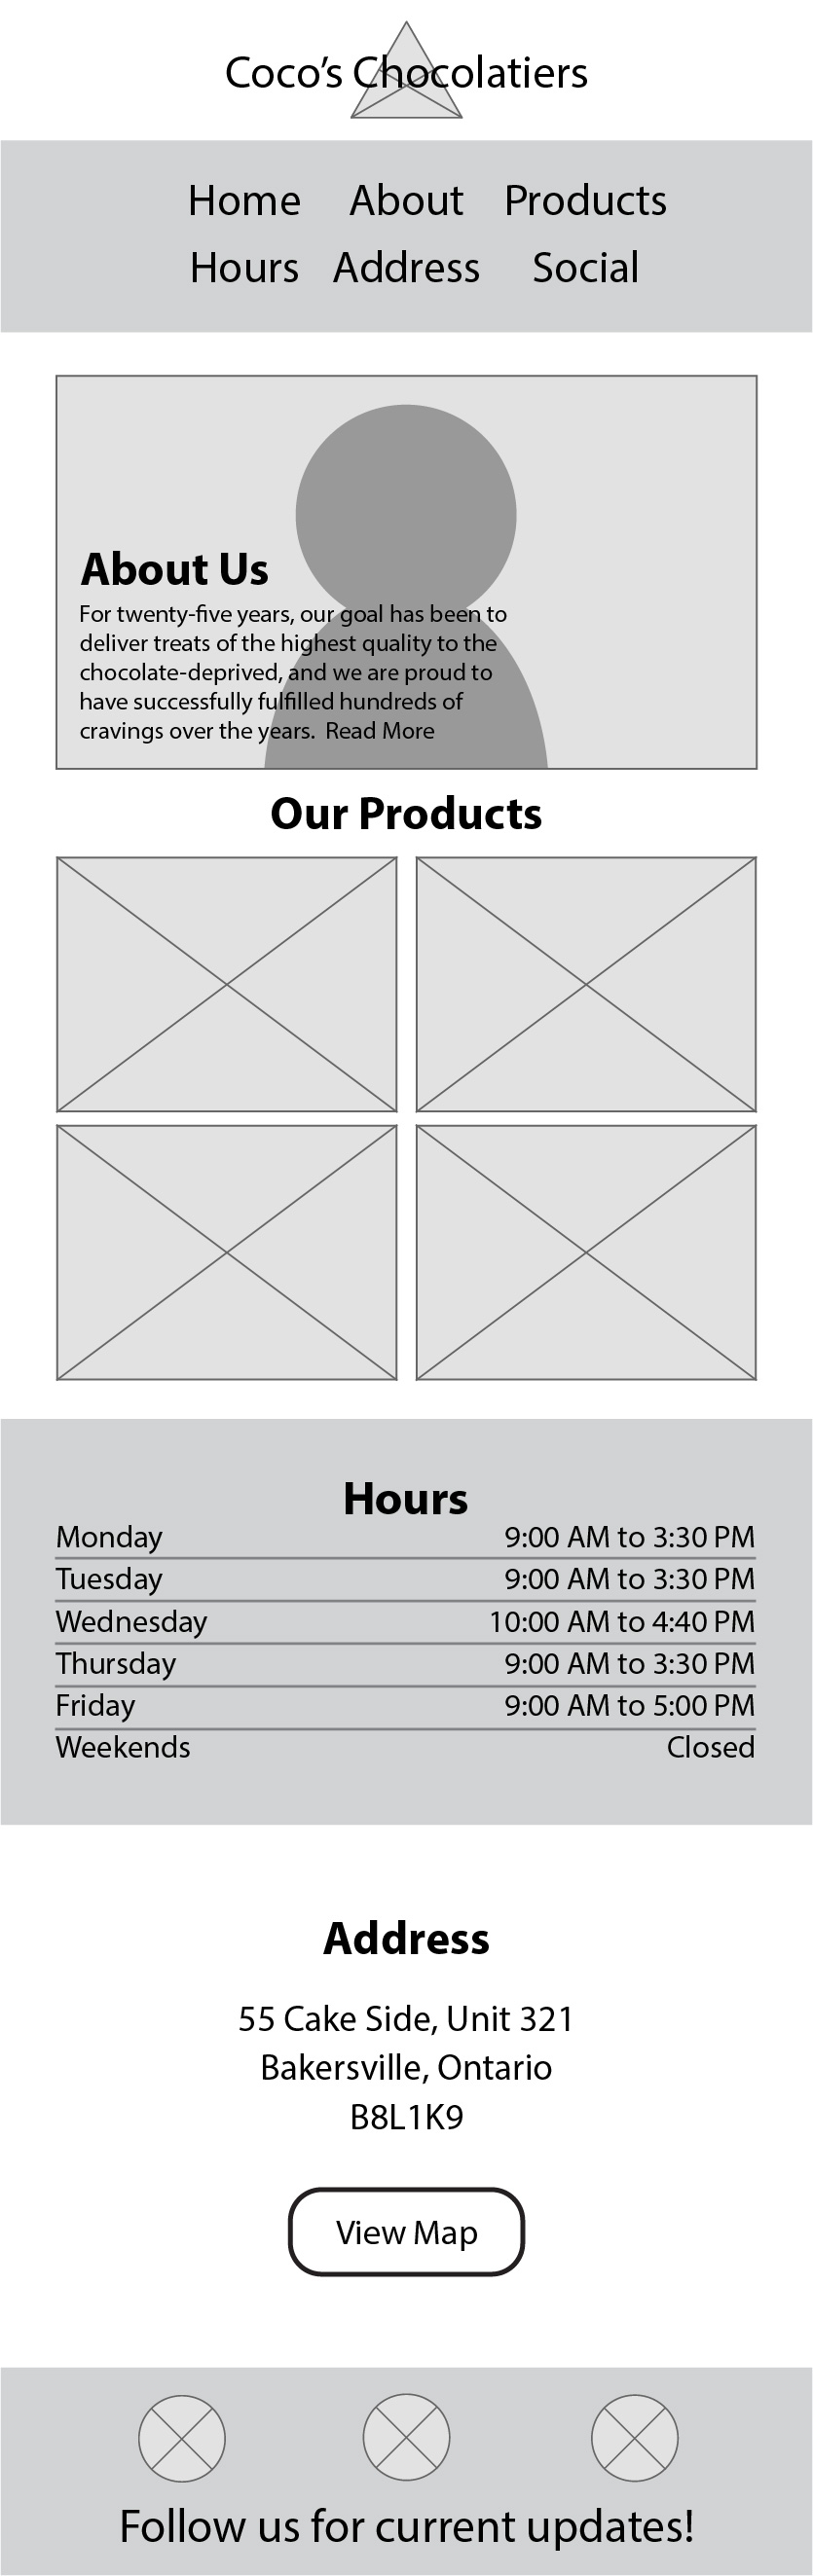 Coco’s Chocolatiers
Home About Products
Hours Address Social
About Us
For twenty-five years, our goal has been to
deliver treats of the highest quality to the
chocolate-deprived, and we are proud to
have successfully fulfilled hundreds of
cravings over the years. Read More
Our Products
Hours
Monday 9:00 AM to 3:30 PM
Tuesday 9:00 AM to 3:30 PM
Wednesday 10:00 AM to 4:40 PM
Thursday 9:00 AM to 3:30 PM
Friday 9:00 AM to 5:00 PM
Weekends Closed
Address
55 Cake Side, Unit 321
Bakersville, Ontario
B8L1K9
View Map
Follow us for current updates!